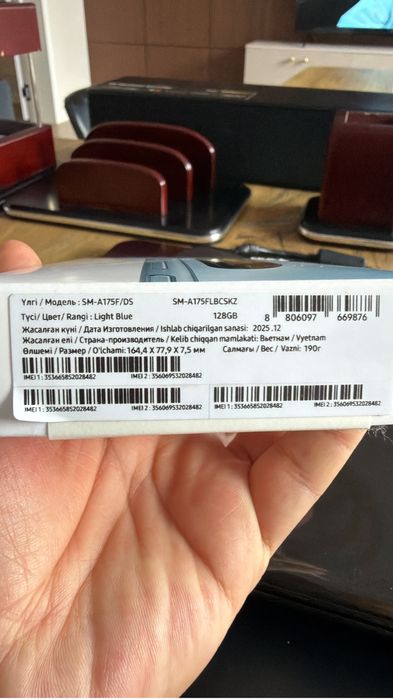 Үлгі / Модель : SM-A175F/DS SM-A175FLBCSKZ
Түсі/ Цвет/ Rangi : Light Blue 128GB 8 806097 669876
Жасалған күні / Дата Изготовления / Ishlab chiqarilgan sanasi: 2025 .12
Жасалған елі / Страна-производитель / Kelib chiqqan mamlakati: Вьетнам / Vyetnam
Өлшемі / Размер / O'lchami: 164,4 X 77,9 X 7,5 мм Салмағы / Вес / Vazni: 190г
IMEI 1 : 353665852028482 IMEI 2 : 356069532028482
IMEI 1 : 353665852028482 IMEI 2 : 356069532028482 IMEI 1 : 353665852028482 IMEI 2 : 356069532028482